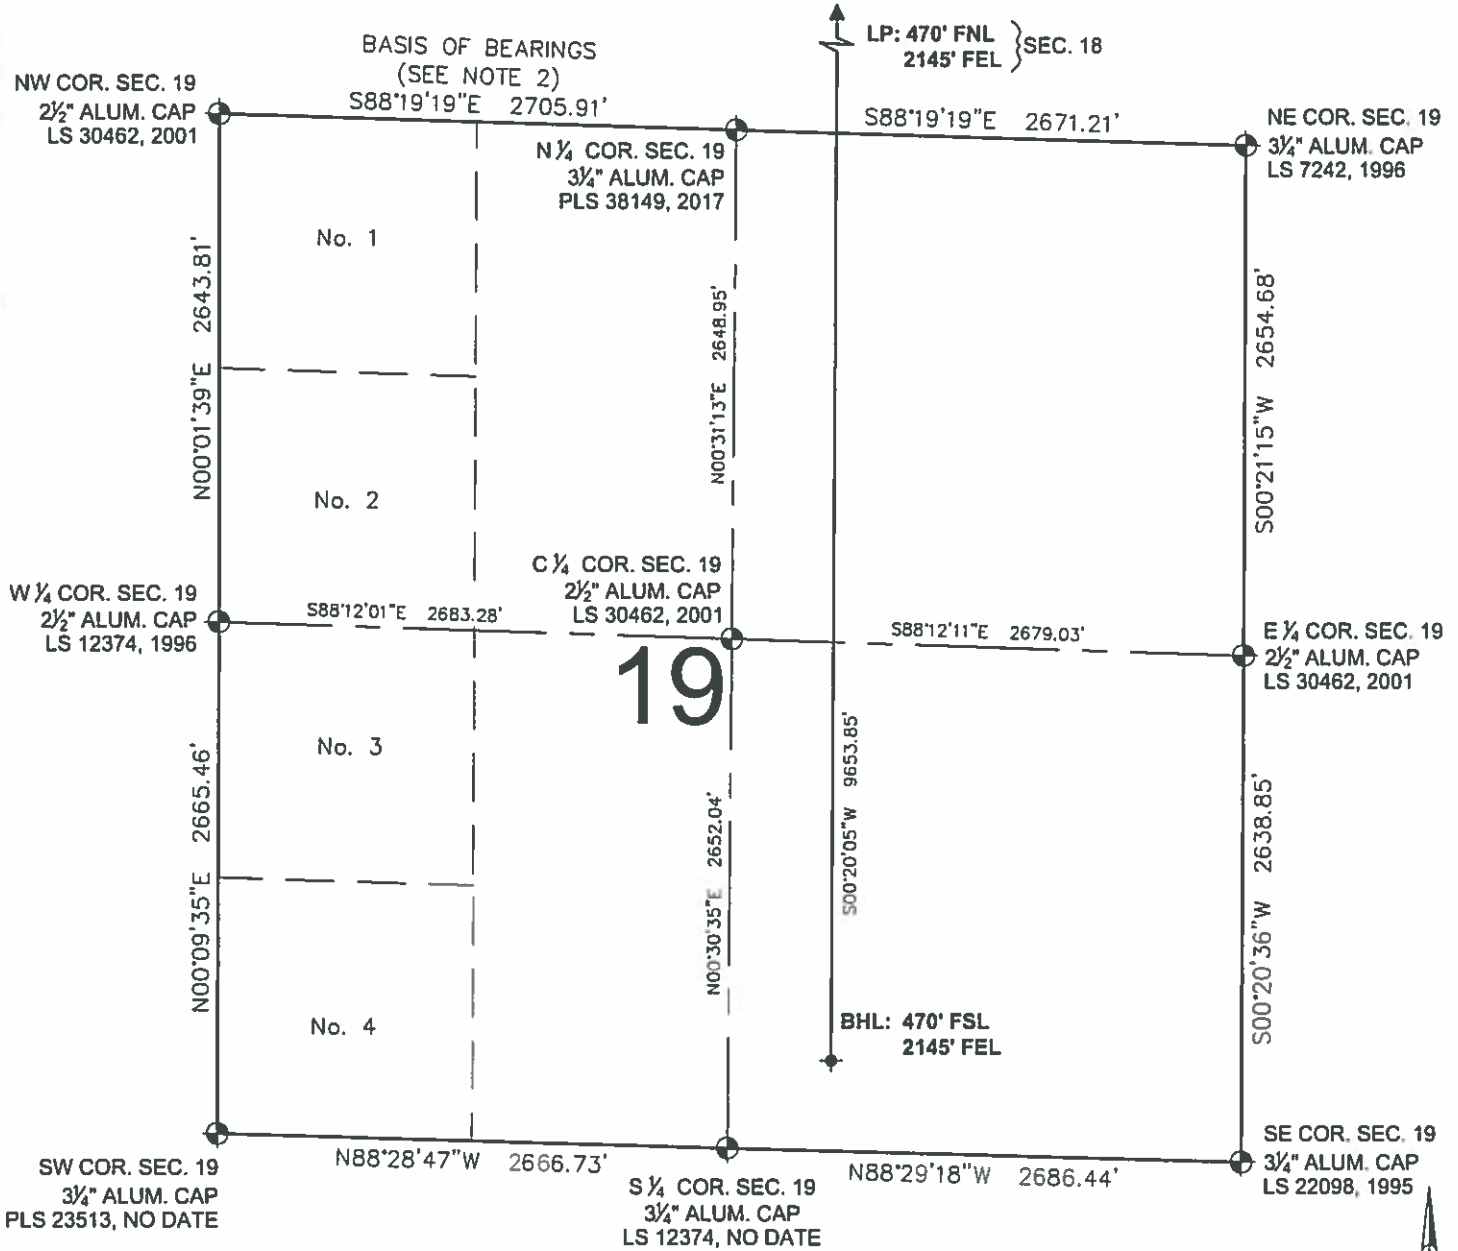 BASIS OF BEARINGS
(SEE NOTE 2)
S88°19'19"E 2705.91'
LP: 470' FNL
2145' FEL
SEC. 18
S88°19'19"E 2671.21'
NW COR. SEC. 19
2½" ALUM. CAP
LS 30462, 2001
N ¼ COR. SEC. 19
3¼" ALUM. CAP
PLS 38149, 2017
NE COR. SEC. 19
3¼" ALUM. CAP
LS 7242, 1996
No. 1
N00°01'39"E 2643.81'
N00°31'13"E 2648.95'
S00°21'15"W 2654.68'
No. 2
W ¼ COR. SEC. 19
2½" ALUM. CAP
LS 12374, 1996
S88°12'01"E 2683.28'
C ¼ COR. SEC. 19
2½" ALUM. CAP
LS 30462, 2001
S88°12'11"E 2679.03'
E ¼ COR. SEC. 19
2½" ALUM. CAP
LS 30462, 2001
19
No. 3
N00°09'35"E 2665.46'
N00°30'35"E 2652.04'
S00°20'05"W 9653.85'
S00°20'36"W 2638.85'
No. 4
BHL: 470' FSL
2145' FEL
SW COR. SEC. 19
3¼" ALUM. CAP
PLS 23513, NO DATE
N88°28'47"W 2666.73'
S ¼ COR. SEC. 19
3¼" ALUM. CAP
LS 12374, NO DATE
N88°29'18"W 2686.44'
SE COR. SEC. 19
3¼" ALUM. CAP
LS 22098, 1995